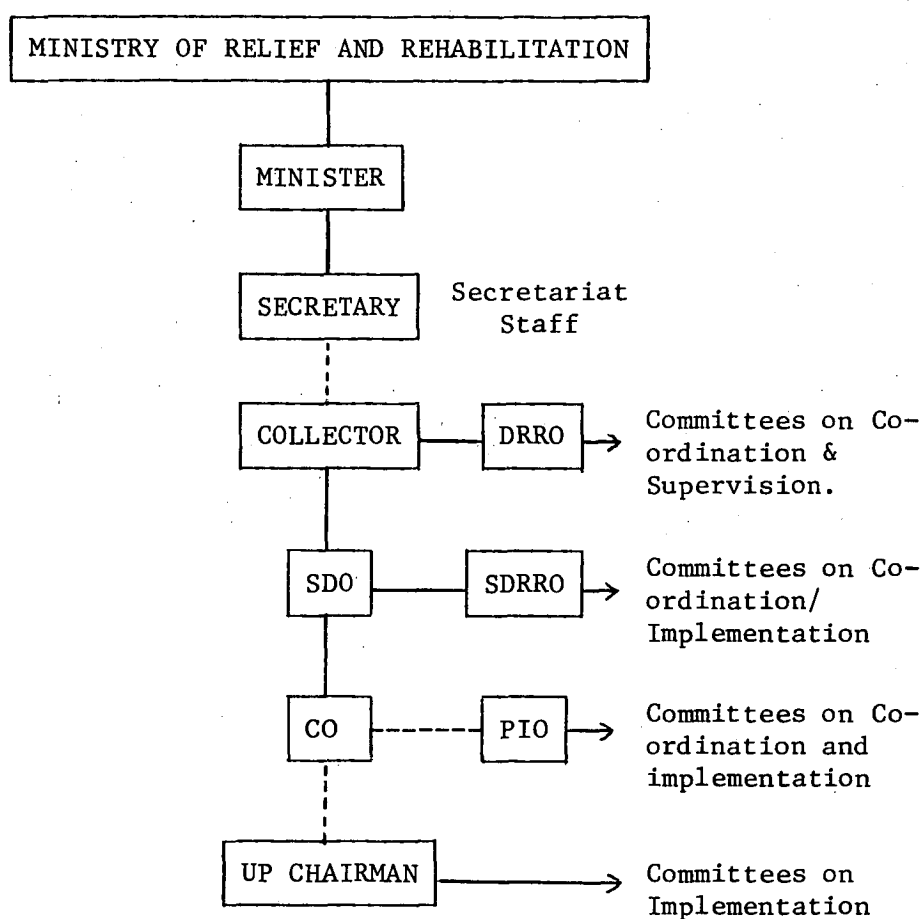 MINISTRY OF RELIEF AND REHABILITATION
MINISTER
SECRETARY
Secretariat
Staff
COLLECTOR
DRRO
Committees on Co-
ordination &
Supervision.
SDO
SDRRO
Committees on Co-
ordination/
Implementation
CO
PIO
Committees on Co-
ordination and
implementation
UP CHAIRMAN
Committees on
Implementation